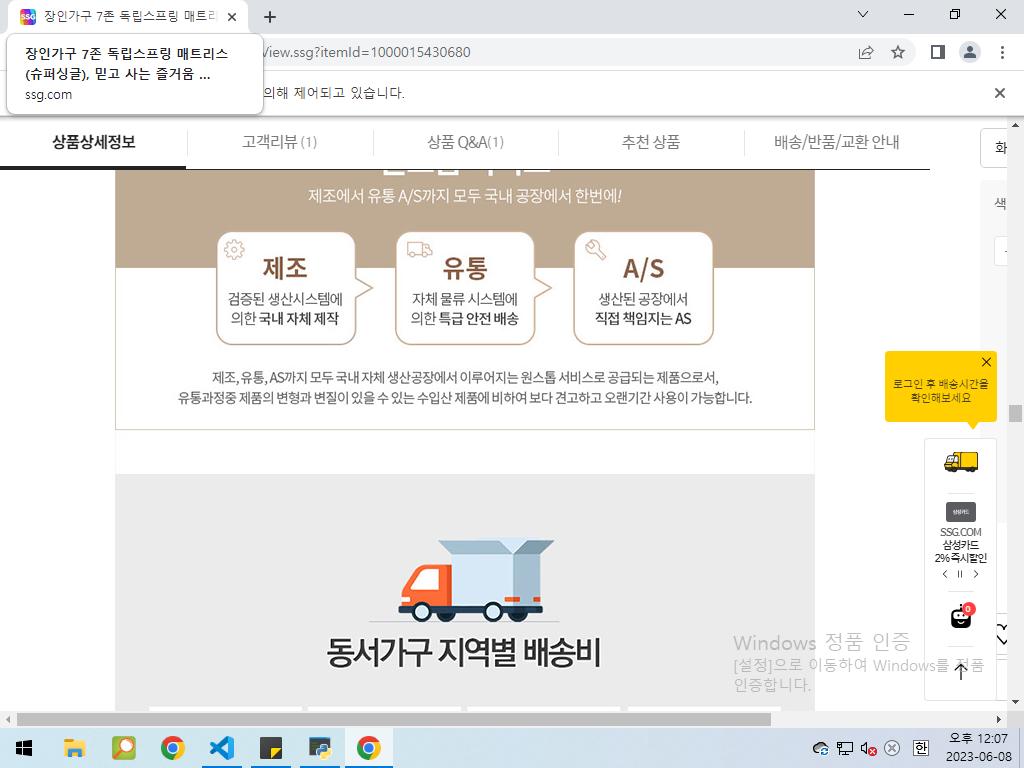 장인가구 7존 독립스프링 매트리
장인가구 7존 독립스프링 매트리스
(슈퍼싱글), 믿고 사는 즐거움 ...
ssg.com
View.ssg?itemId=1000015430680
의해 제어되고 있습니다.
상품상세정보
고객리뷰 (1)
상품 Q&A(1)
추천 상품
배송/반품/교환 안내
화
색
제조에서 유통 A/S까지 모두 국내 공장에서 한번에!
제조
검증된 생산시스템에
의한 국내 자체 제작
유통
자체 물류 시스템에
의한 특급 안전 배송
A/S
생산된 공장에서
직접 책임지는 AS
제조, 유통, AS까지 모두 국내 자체 생산공장에서 이루어지는 원스톱 서비스로 공급되는 제품으로서,
유통과정중 제품의 변형과 변질이 있을 수 있는 수입산 제품에 비하여 보다 견고하고 오랜기간 사용이 가능합니다.
로그인 후 배송시간을
확인해보세요
삼성카드
SSG.COM
삼성카드
2% 즉시할인
0
동서가구 지역별 배송비
Windows 정품 인증
[설정]으로 이동하여 Windows를 정품
인증합니다.
한
오후 12:07
2023-06-08